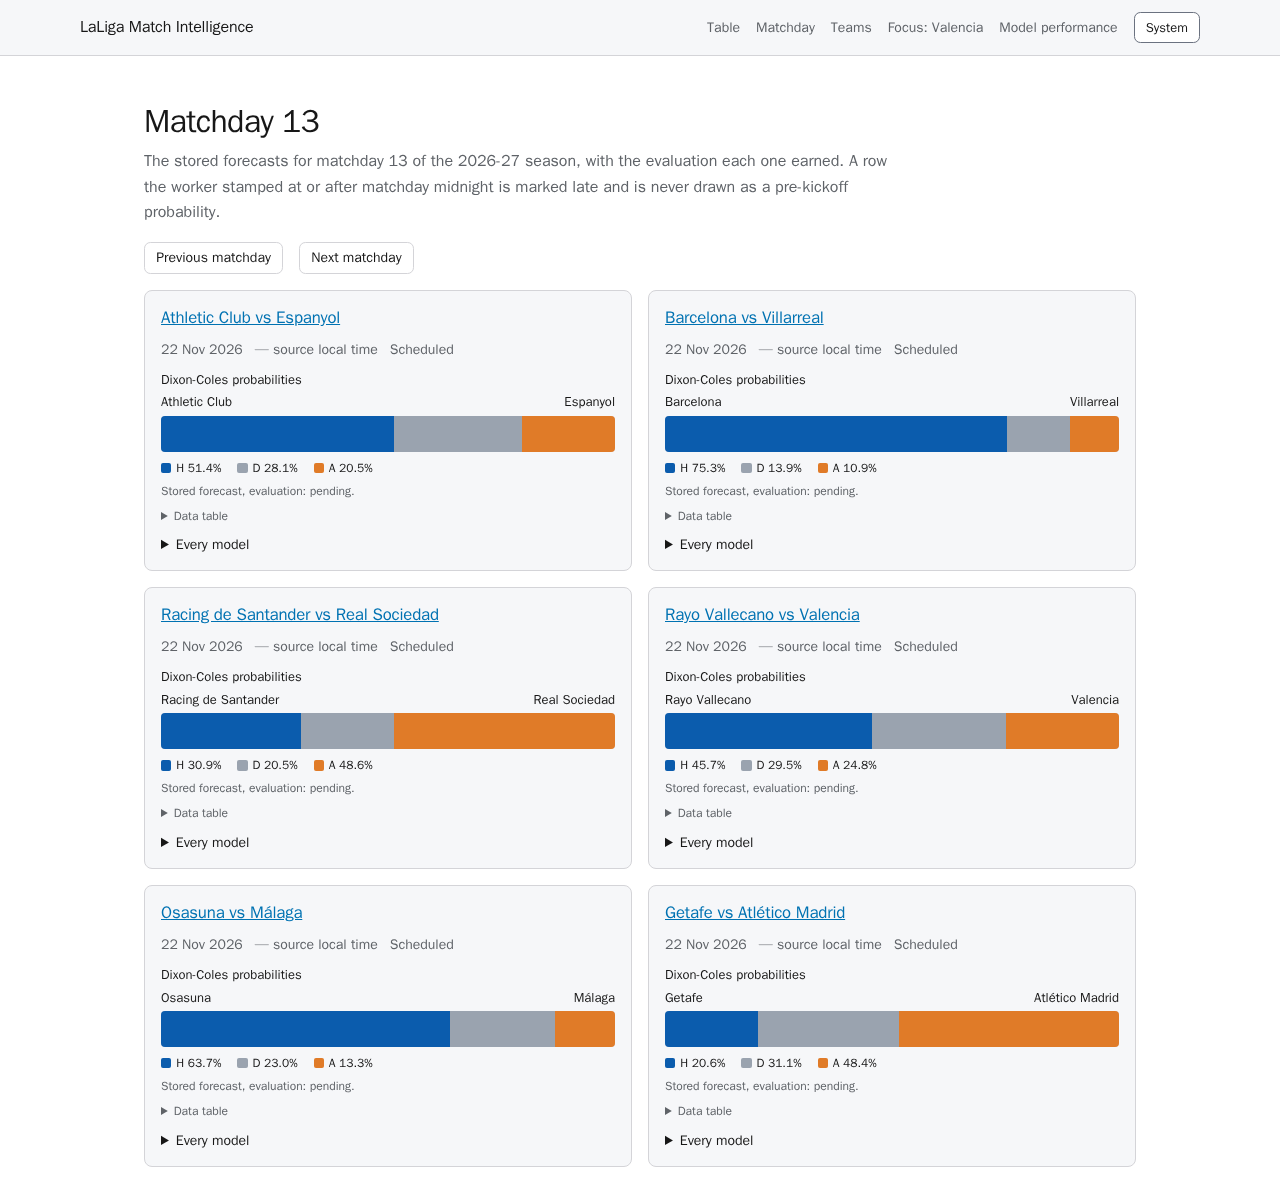 LaLiga Match Intelligence
Table Matchday Teams Focus: Valencia Model performance System
Matchday 13
The stored forecasts for matchday 13 of the 2026-27 season, with the evaluation each one earned. A row
the worker stamped at or after matchday midnight is marked late and is never drawn as a pre-kickoff
probability.
Previous matchday Next matchday
Athletic Club vs Espanyol
22 Nov 2026 — source local time Scheduled
Dixon-Coles probabilities
Athletic Club Espanyol
H 51.4% D 28.1% A 20.5%
Stored forecast, evaluation: pending.
Data table
Every model
Barcelona vs Villarreal
22 Nov 2026 — source local time Scheduled
Dixon-Coles probabilities
Barcelona Villarreal
H 75.3% D 13.9% A 10.9%
Stored forecast, evaluation: pending.
Data table
Every model
Racing de Santander vs Real Sociedad
22 Nov 2026 — source local time Scheduled
Dixon-Coles probabilities
Racing de Santander Real Sociedad
H 30.9% D 20.5% A 48.6%
Stored forecast, evaluation: pending.
Data table
Every model
Rayo Vallecano vs Valencia
22 Nov 2026 — source local time Scheduled
Dixon-Coles probabilities
Rayo Vallecano Valencia
H 45.7% D 29.5% A 24.8%
Stored forecast, evaluation: pending.
Data table
Every model
Osasuna vs Málaga
22 Nov 2026 — source local time Scheduled
Dixon-Coles probabilities
Osasuna Málaga
H 63.7% D 23.0% A 13.3%
Stored forecast, evaluation: pending.
Data table
Every model
Getafe vs Atlético Madrid
22 Nov 2026 — source local time Scheduled
Dixon-Coles probabilities
Getafe Atlético Madrid
H 20.6% D 31.1% A 48.4%
Stored forecast, evaluation: pending.
Data table
Every model